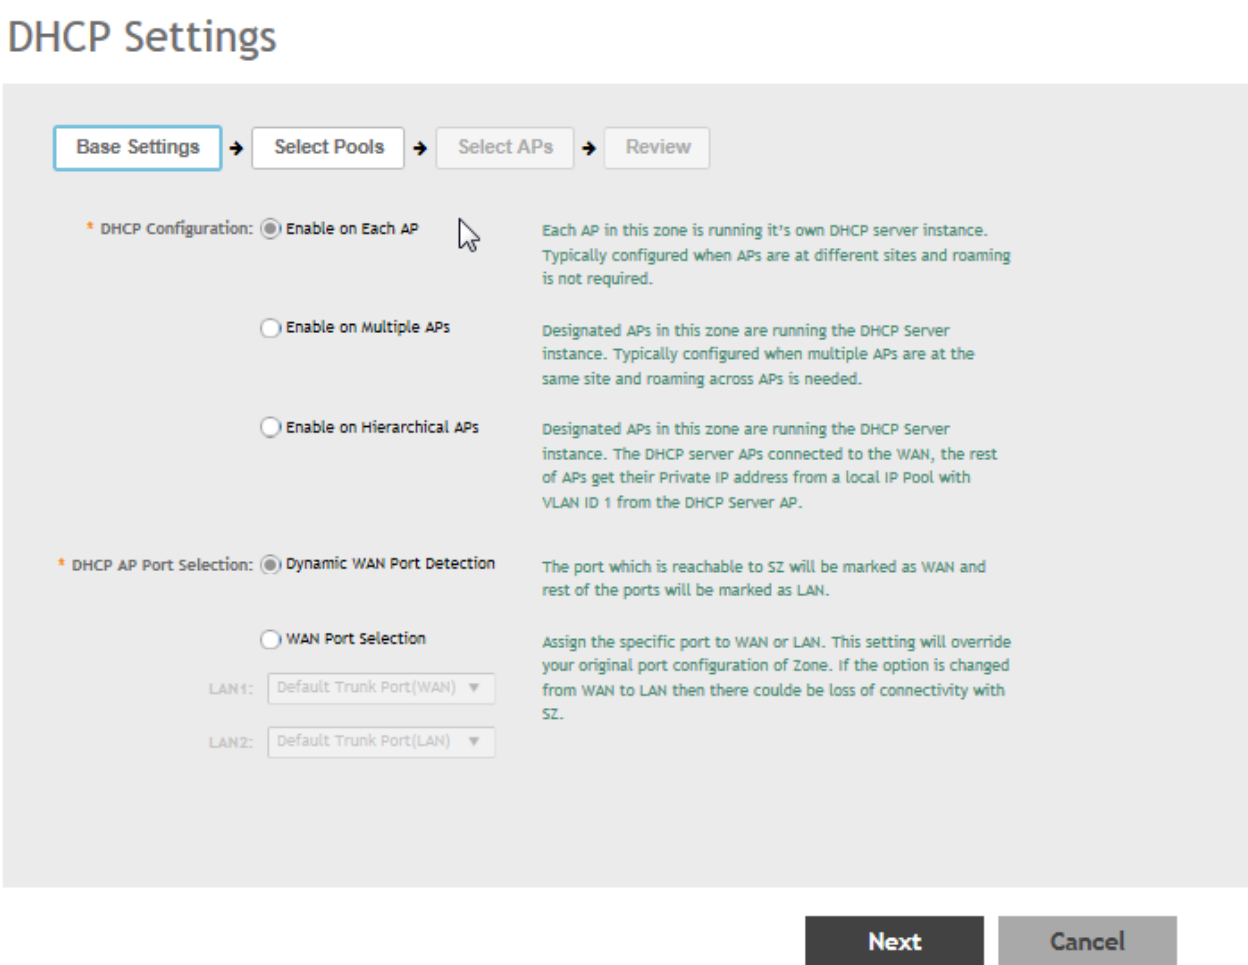 DHCP Settings
Base Settings → Select Pools → Select APs → Review
* DHCP Configuration: Enable on Each AP
Each AP in this zone is running it's own DHCP server instance.
Typically configured when APs are at different sites and roaming
is not required.
Enable on Multiple APs
Designated APs in this zone are running the DHCP Server
instance. Typically configured when multiple APs are at the
same site and roaming across APs is needed.
Enable on Hierarchical APs
Designated APs in this zone are running the DHCP Server
instance. The DHCP server APs connected to the WAN, the rest
of APs get their Private IP address from a local IP Pool with
VLAN ID 1 from the DHCP Server AP.
* DHCP AP Port Selection: Dynamic WAN Port Detection
The port which is reachable to SZ will be marked as WAN and
rest of the ports will be marked as LAN.
WAN Port Selection
Assign the specific port to WAN or LAN. This setting will override
your original port configuration of Zone. If the option is changed
from WAN to LAN then there coulde be loss of connectivity with
SZ.
LAN1: Default Trunk Port(WAN) ▼
LAN2: Default Trunk Port(LAN) ▼
Next Cancel